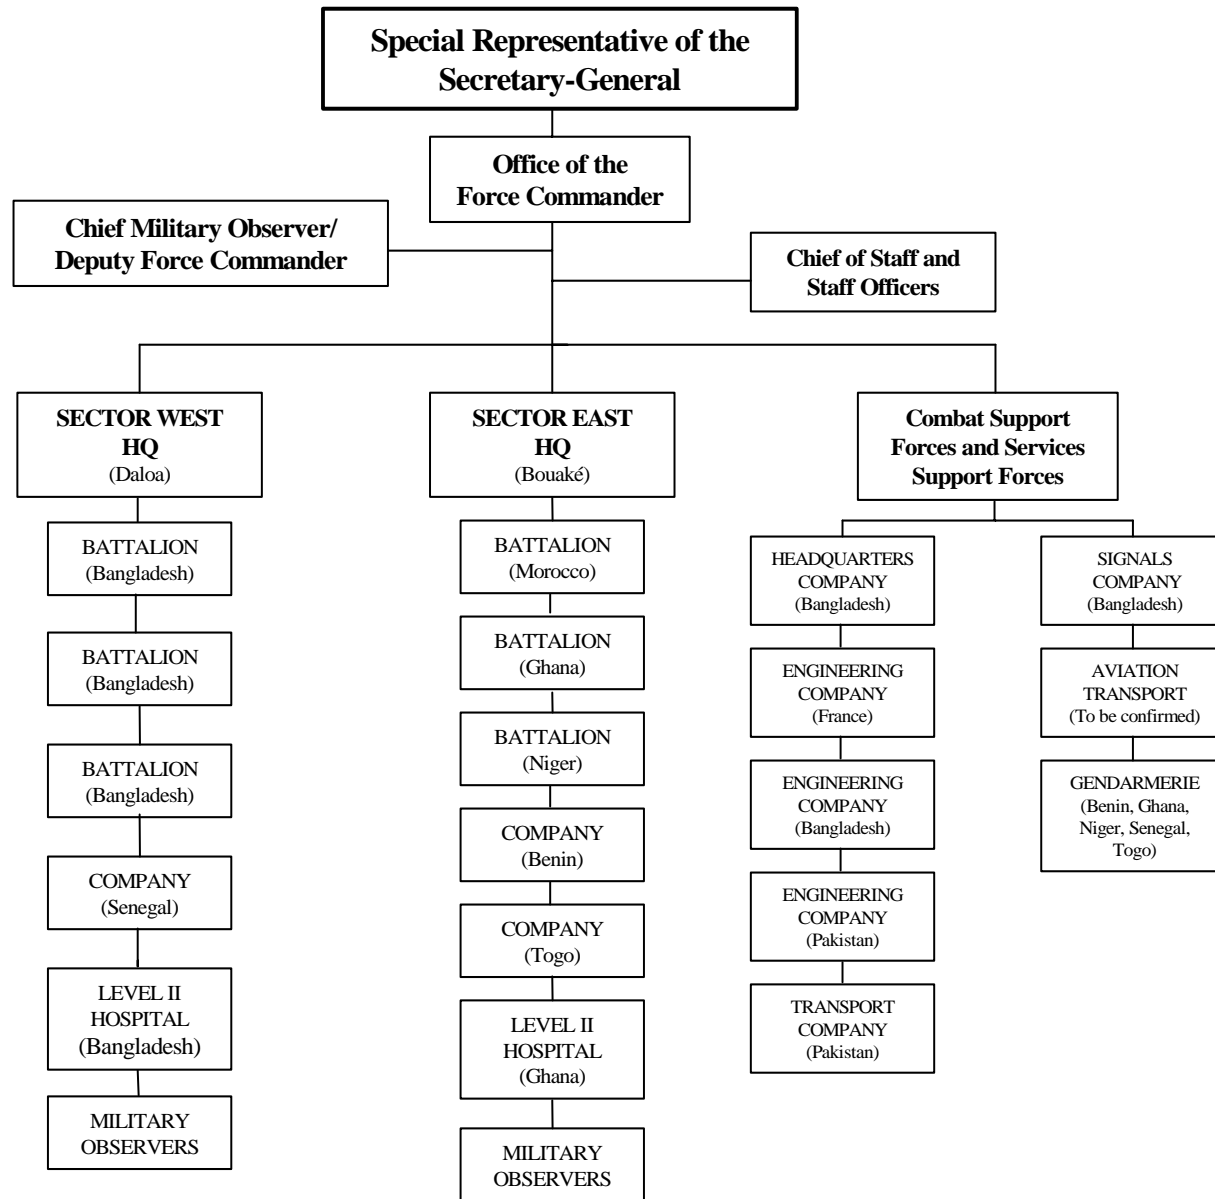 Special Representative of the
Secretary-General
Office of the
Force Commander
Chief Military Observer/
Deputy Force Commander
Chief of Staff and
Staff Officers
SECTOR WEST
HQ
(Daloa)
BATTALION
(Bangladesh)
BATTALION
(Bangladesh)
BATTALION
(Bangladesh)
COMPANY
(Senegal)
LEVEL II
HOSPITAL
(Bangladesh)
MILITARY
OBSERVERS
SECTOR EAST
HQ
(Bouaké)
BATTALION
(Morocco)
BATTALION
(Ghana)
BATTALION
(Niger)
COMPANY
(Benin)
COMPANY
(Togo)
LEVEL II
HOSPITAL
(Ghana)
MILITARY
OBSERVERS
Combat Support
Forces and Services
Support Forces
HEADQUARTERS
COMPANY
(Bangladesh)
ENGINEERING
COMPANY
(France)
ENGINEERING
COMPANY
(Bangladesh)
ENGINEERING
COMPANY
(Pakistan)
TRANSPORT
COMPANY
(Pakistan)
SIGNALS
COMPANY
(Bangladesh)
AVIATION
TRANSPORT
(To be confirmed)
GENDARMERIE
(Benin, Ghana,
Niger, Senegal,
Togo)